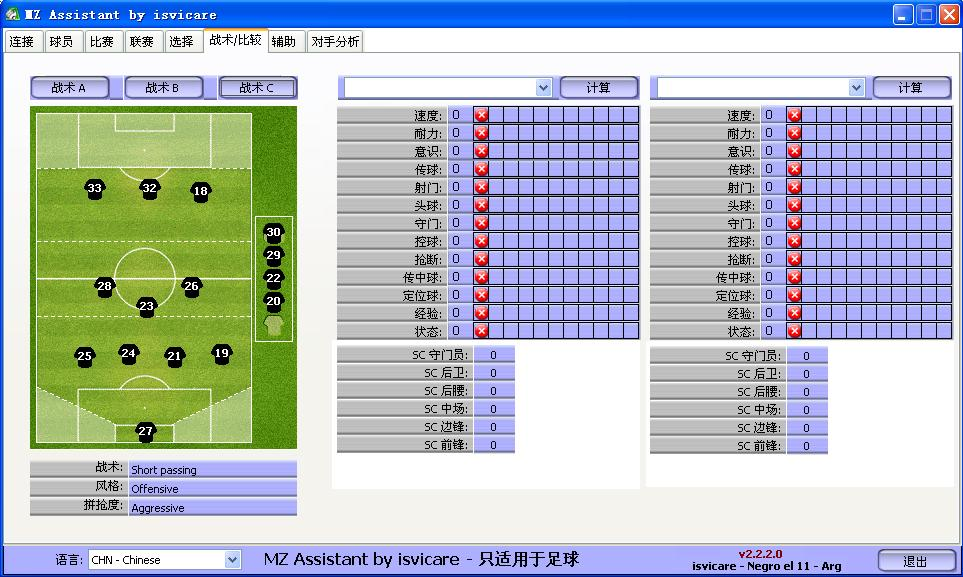 MZ Assistant by isvicare
连接 球员 比赛 联赛 选择 战术/比较 辅助 对手分析
战术 A 战术 B 战术 C
33 32 18
28 26
23
25 24 21 19
27
30
29
22
20
战术: Short passing
风格: Offensive
拼抢度: Aggressive
计算
速度: 0
耐力: 0
意识: 0
传球: 0
射门: 0
头球: 0
守门: 0
控球: 0
抢断: 0
传中球: 0
定位球: 0
经验: 0
状态: 0
SC 守门员: 0
SC 后卫: 0
SC 后腰: 0
SC 中场: 0
SC 边锋: 0
SC 前锋: 0
计算
速度: 0
耐力: 0
意识: 0
传球: 0
射门: 0
头球: 0
守门: 0
控球: 0
抢断: 0
传中球: 0
定位球: 0
经验: 0
状态: 0
SC 守门员: 0
SC 后卫: 0
SC 后腰: 0
SC 中场: 0
SC 边锋: 0
SC 前锋: 0
语言: CHN - Chinese
MZ Assistant by isvicare - 只适用于足球
v2.2.2.0
isvicare - Negro el 11 - Arg
退出